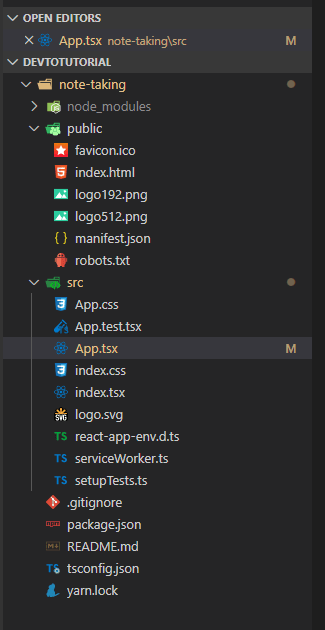 OPEN EDITORS
App.tsx note-taking\src M
DEVTOTUTORIAL
note-taking
node_modules
public
favicon.ico
index.html
logo192.png
logo512.png
manifest.json
robots.txt
src
App.css
App.test.tsx
App.tsx M
index.css
index.tsx
logo.svg
react-app-env.d.ts
serviceWorker.ts
setupTests.ts
.gitignore
package.json
README.md
tsconfig.json
yarn.lock